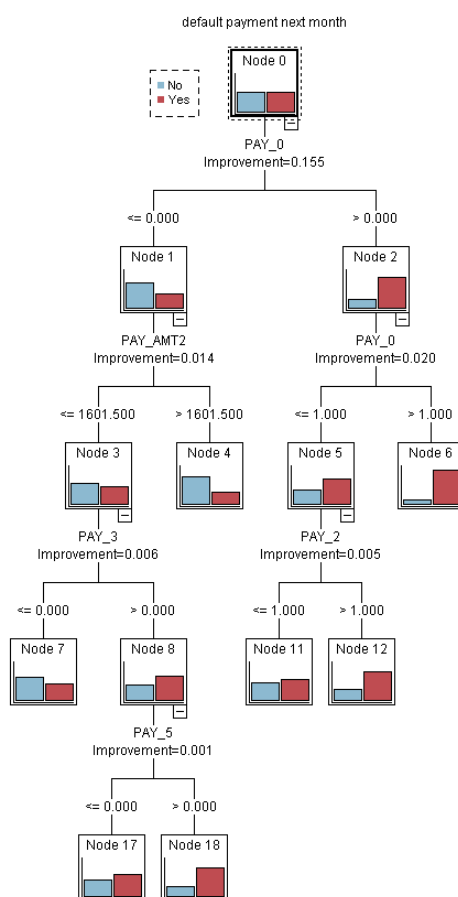 default payment next month
Node 0
No
Yes
PAY_0
Improvement=0.155
<= 0.000
> 0.000
Node 1
Node 2
PAY_AMT2
Improvement=0.014
PAY_0
Improvement=0.020
<= 1601.500
> 1601.500
<= 1.000
> 1.000
Node 3
Node 4
Node 5
Node 6
PAY_3
Improvement=0.006
PAY_2
Improvement=0.005
<= 0.000
> 0.000
<= 1.000
> 1.000
Node 7
Node 8
Node 11
Node 12
PAY_5
Improvement=0.001
<= 0.000
> 0.000
Node 17
Node 18